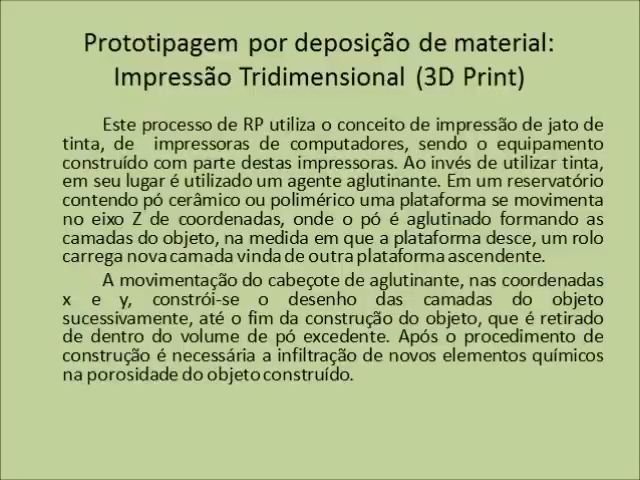 Prototipagem por deposição de material:
Impressão Tridimensional (3D Print)
Este processo de RP utiliza o conceito de impressão de jato de
tinta, de impressoras de computadores, sendo o equipamento
construído com parte destas impressoras. Ao invés de utilizar tinta,
em seu lugar é utilizado um agente aglutinante. Em um reservatório
contendo pó cerâmico ou polimérico uma plataforma se movimenta
no eixo Z de coordenadas, onde o pó é aglutinado formando as
camadas do objeto, na medida em que a plataforma desce, um rolo
carrega nova camada vinda de outra plataforma ascendente.
A movimentação do cabeçote de aglutinante, nas coordenadas
x e y, constrói-se o desenho das camadas do objeto
sucessivamente, até o fim da construção do objeto, que é retirado
de dentro do volume de pó excedente. Após o procedimento de
construção é necessária a infiltração de novos elementos químicos
na porosidade do objeto construído.